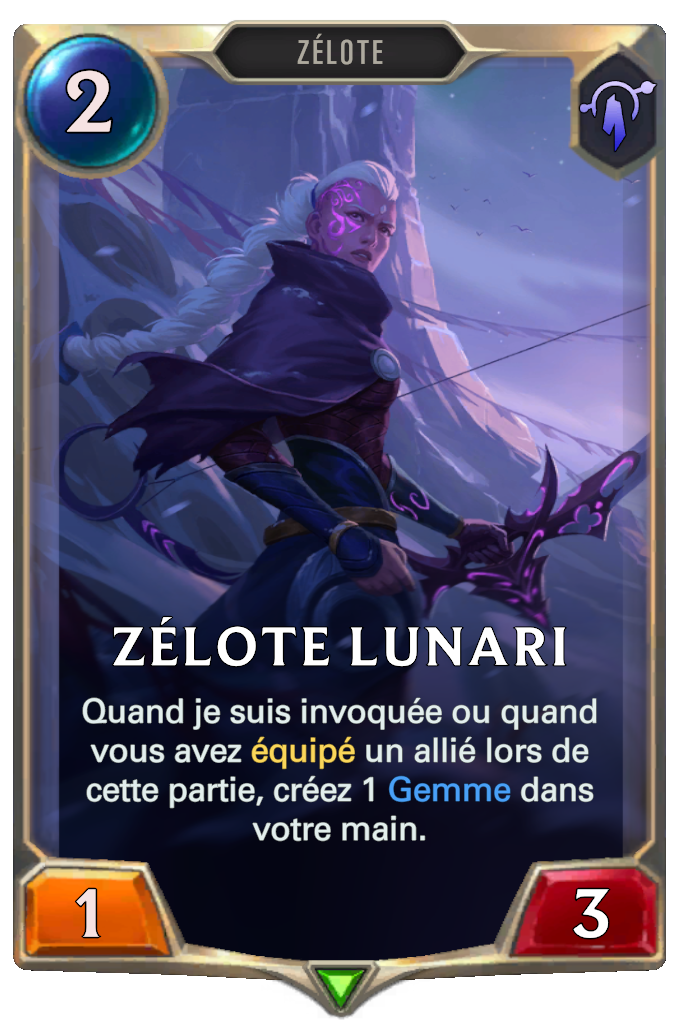 ZÉLOTE
2
ZÉLOTE LUNARI
Quand je suis invoquée ou quand
vous avez équipé un allié lors de
cette partie, créez 1 Gemme dans
votre main.
1
3